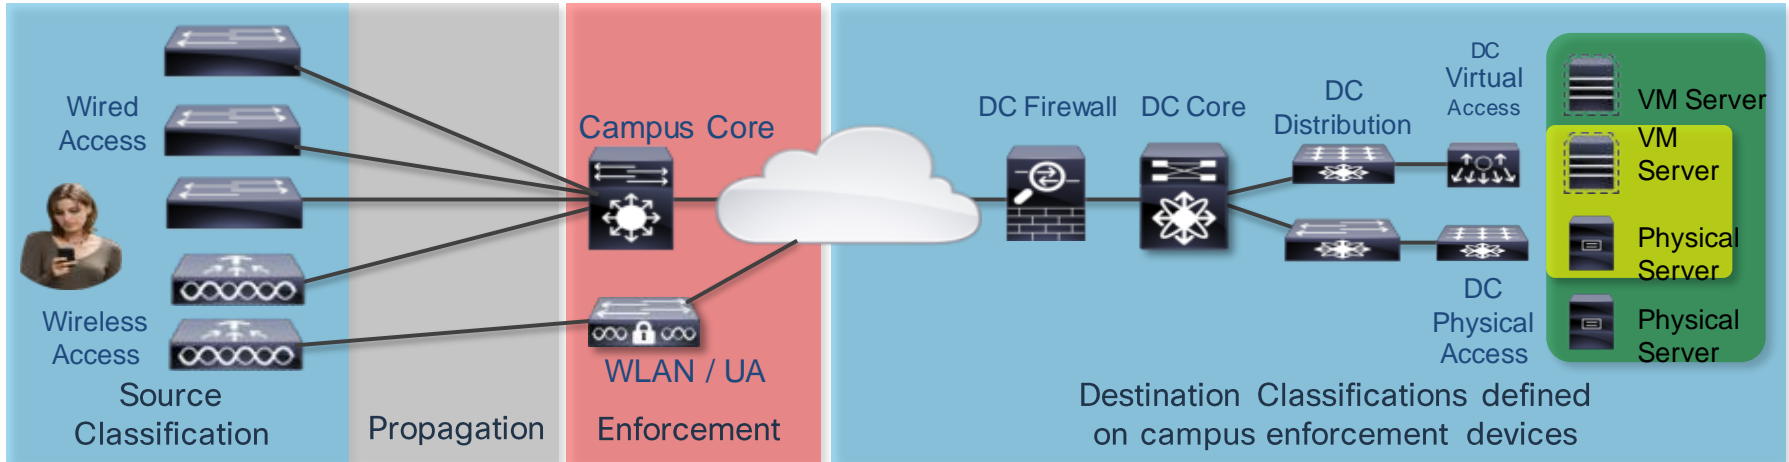 Wired
Access
Wireless
Access
Source
Classification
Propagation
Campus Core
WLAN / UA
Enforcement
DC Firewall
DC Core
DC
Distribution
DC
Virtual
Access
DC
Physical
Access
VM Server
VM
Server
Physical
Server
Physical
Server
Destination Classifications defined
on campus enforcement devices